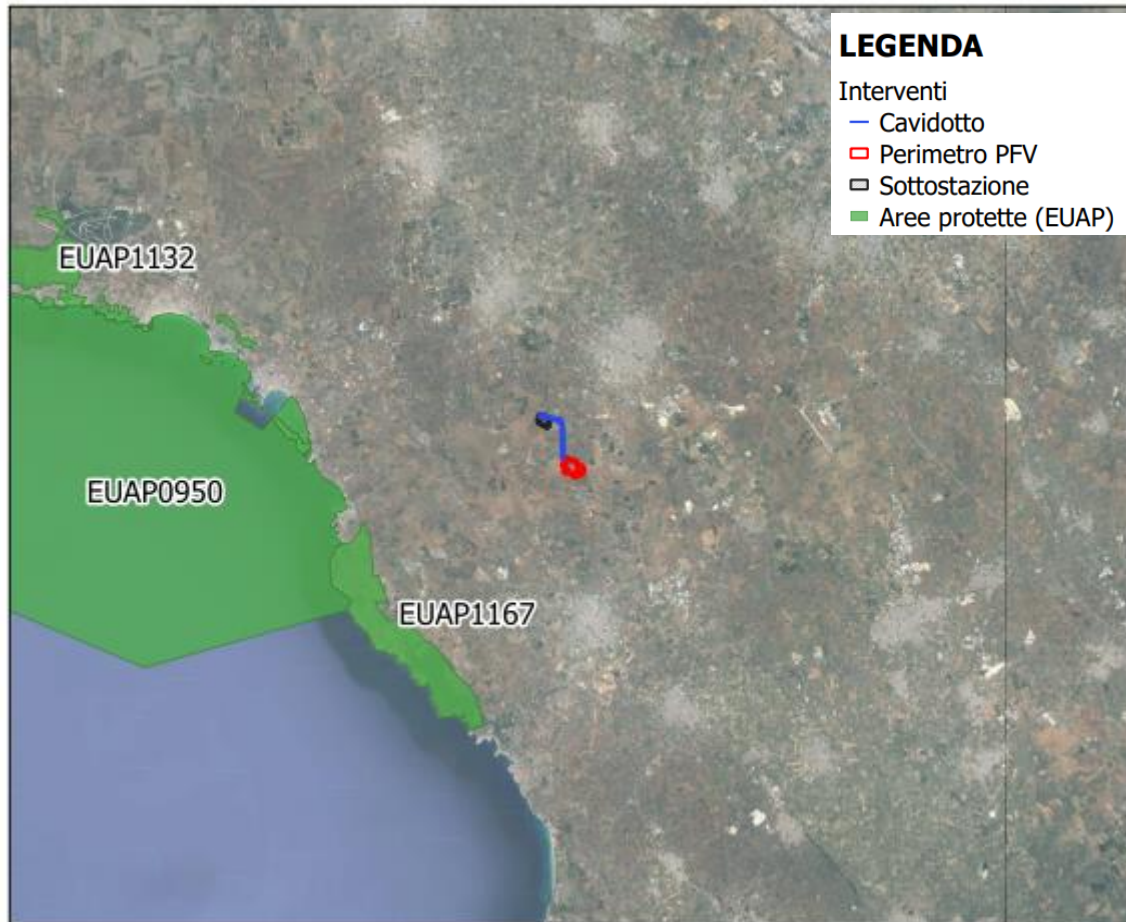 LEGENDA
Interventi
Cavidotto
Perimetro PFV
Sottostazione
Aree protette (EUAP)
EUAP1132
EUAP0950
EUAP1167